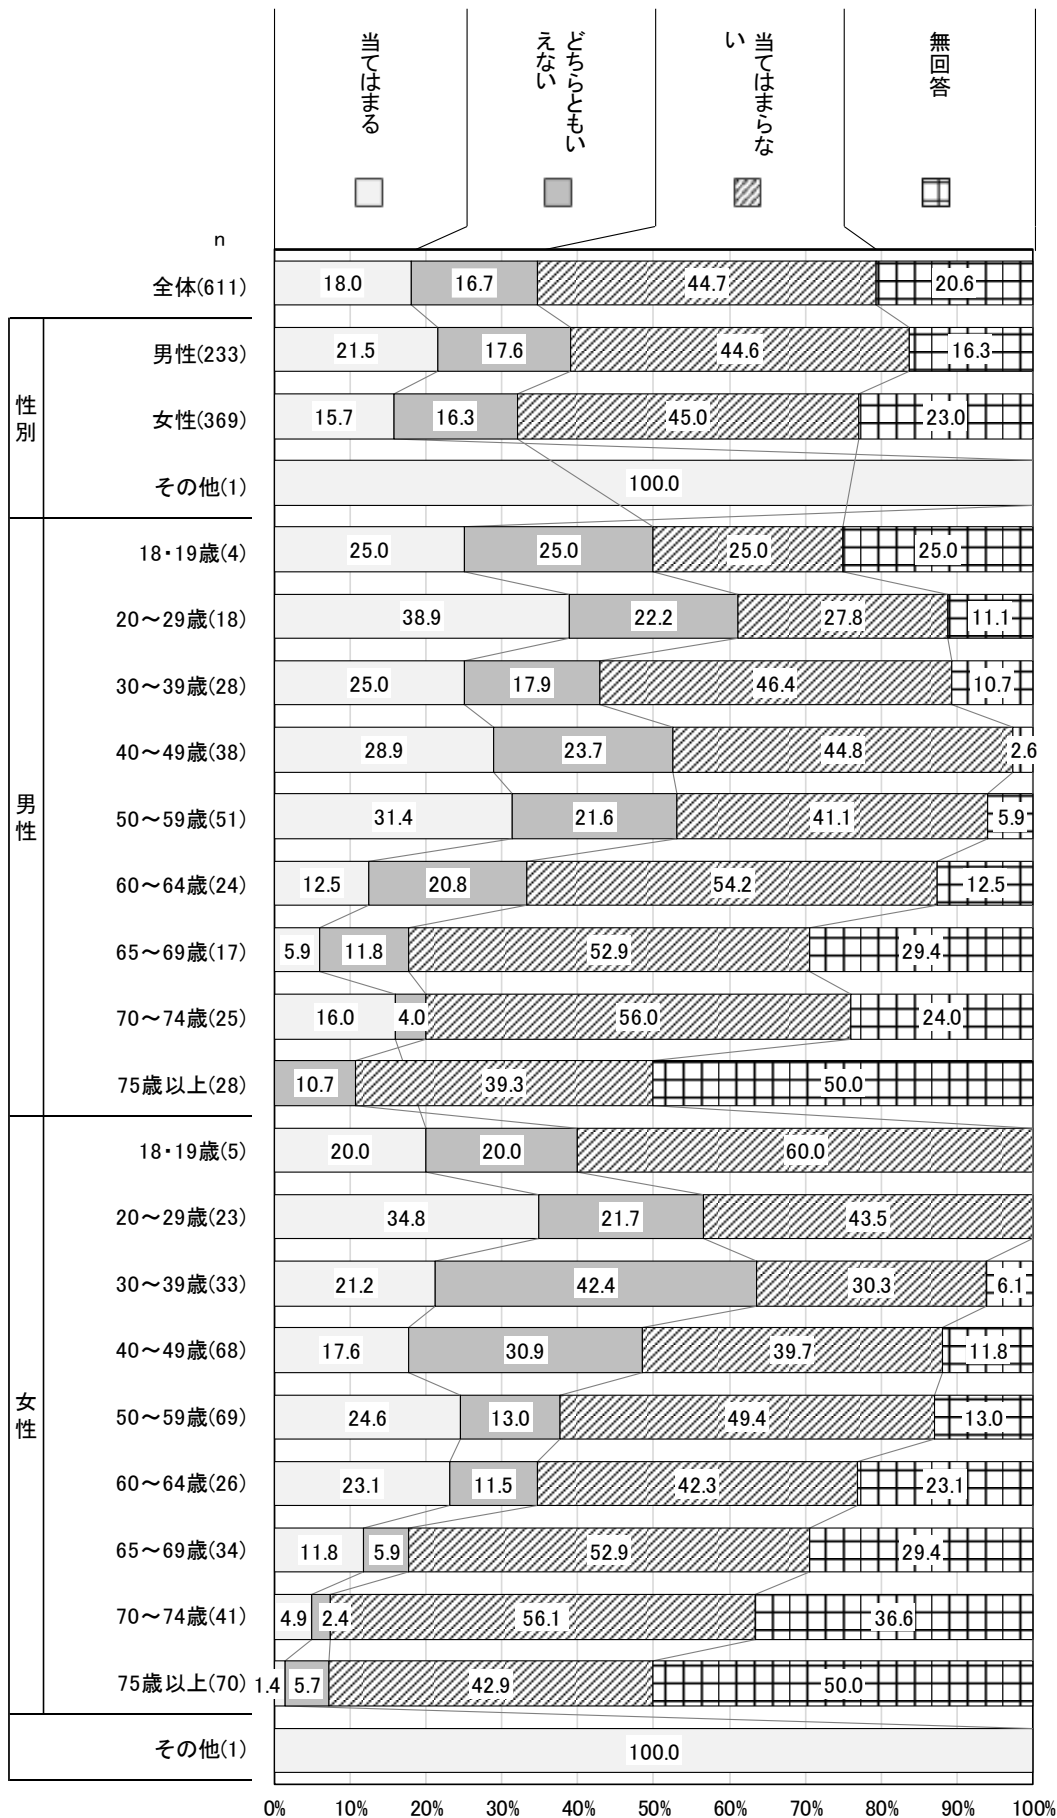 当てはまる
どちらともい
えない
当てはまらな
い
無回答
n
全体(611) 18.0 16.7 44.7 20.6
性別
男性(233) 21.5 17.6 44.6 16.3
女性(369) 15.7 16.3 45.0 23.0
その他(1) 100.0
男性
18・19歳(4) 25.0 25.0 25.0 25.0
20～29歳(18) 38.9 22.2 27.8 11.1
30～39歳(28) 25.0 17.9 46.4 10.7
40～49歳(38) 28.9 23.7 44.8 2.6
50～59歳(51) 31.4 21.6 41.1 5.9
60～64歳(24) 12.5 20.8 54.2 12.5
65～69歳(17) 5.9 11.8 52.9 29.4
70～74歳(25) 16.0 4.0 56.0 24.0
75歳以上(28) 10.7 39.3 50.0
女性
18・19歳(5) 20.0 20.0 60.0
20～29歳(23) 34.8 21.7 43.5
30～39歳(33) 21.2 42.4 30.3 6.1
40～49歳(68) 17.6 30.9 39.7 11.8
50～59歳(69) 24.6 13.0 49.4 13.0
60～64歳(26) 23.1 11.5 42.3 23.1
65～69歳(34) 11.8 5.9 52.9 29.4
70～74歳(41) 4.9 2.4 56.1 36.6
75歳以上(70) 1.4 5.7 42.9 50.0
その他(1) 100.0
0% 10% 20% 30% 40% 50% 60% 70% 80% 90% 100%